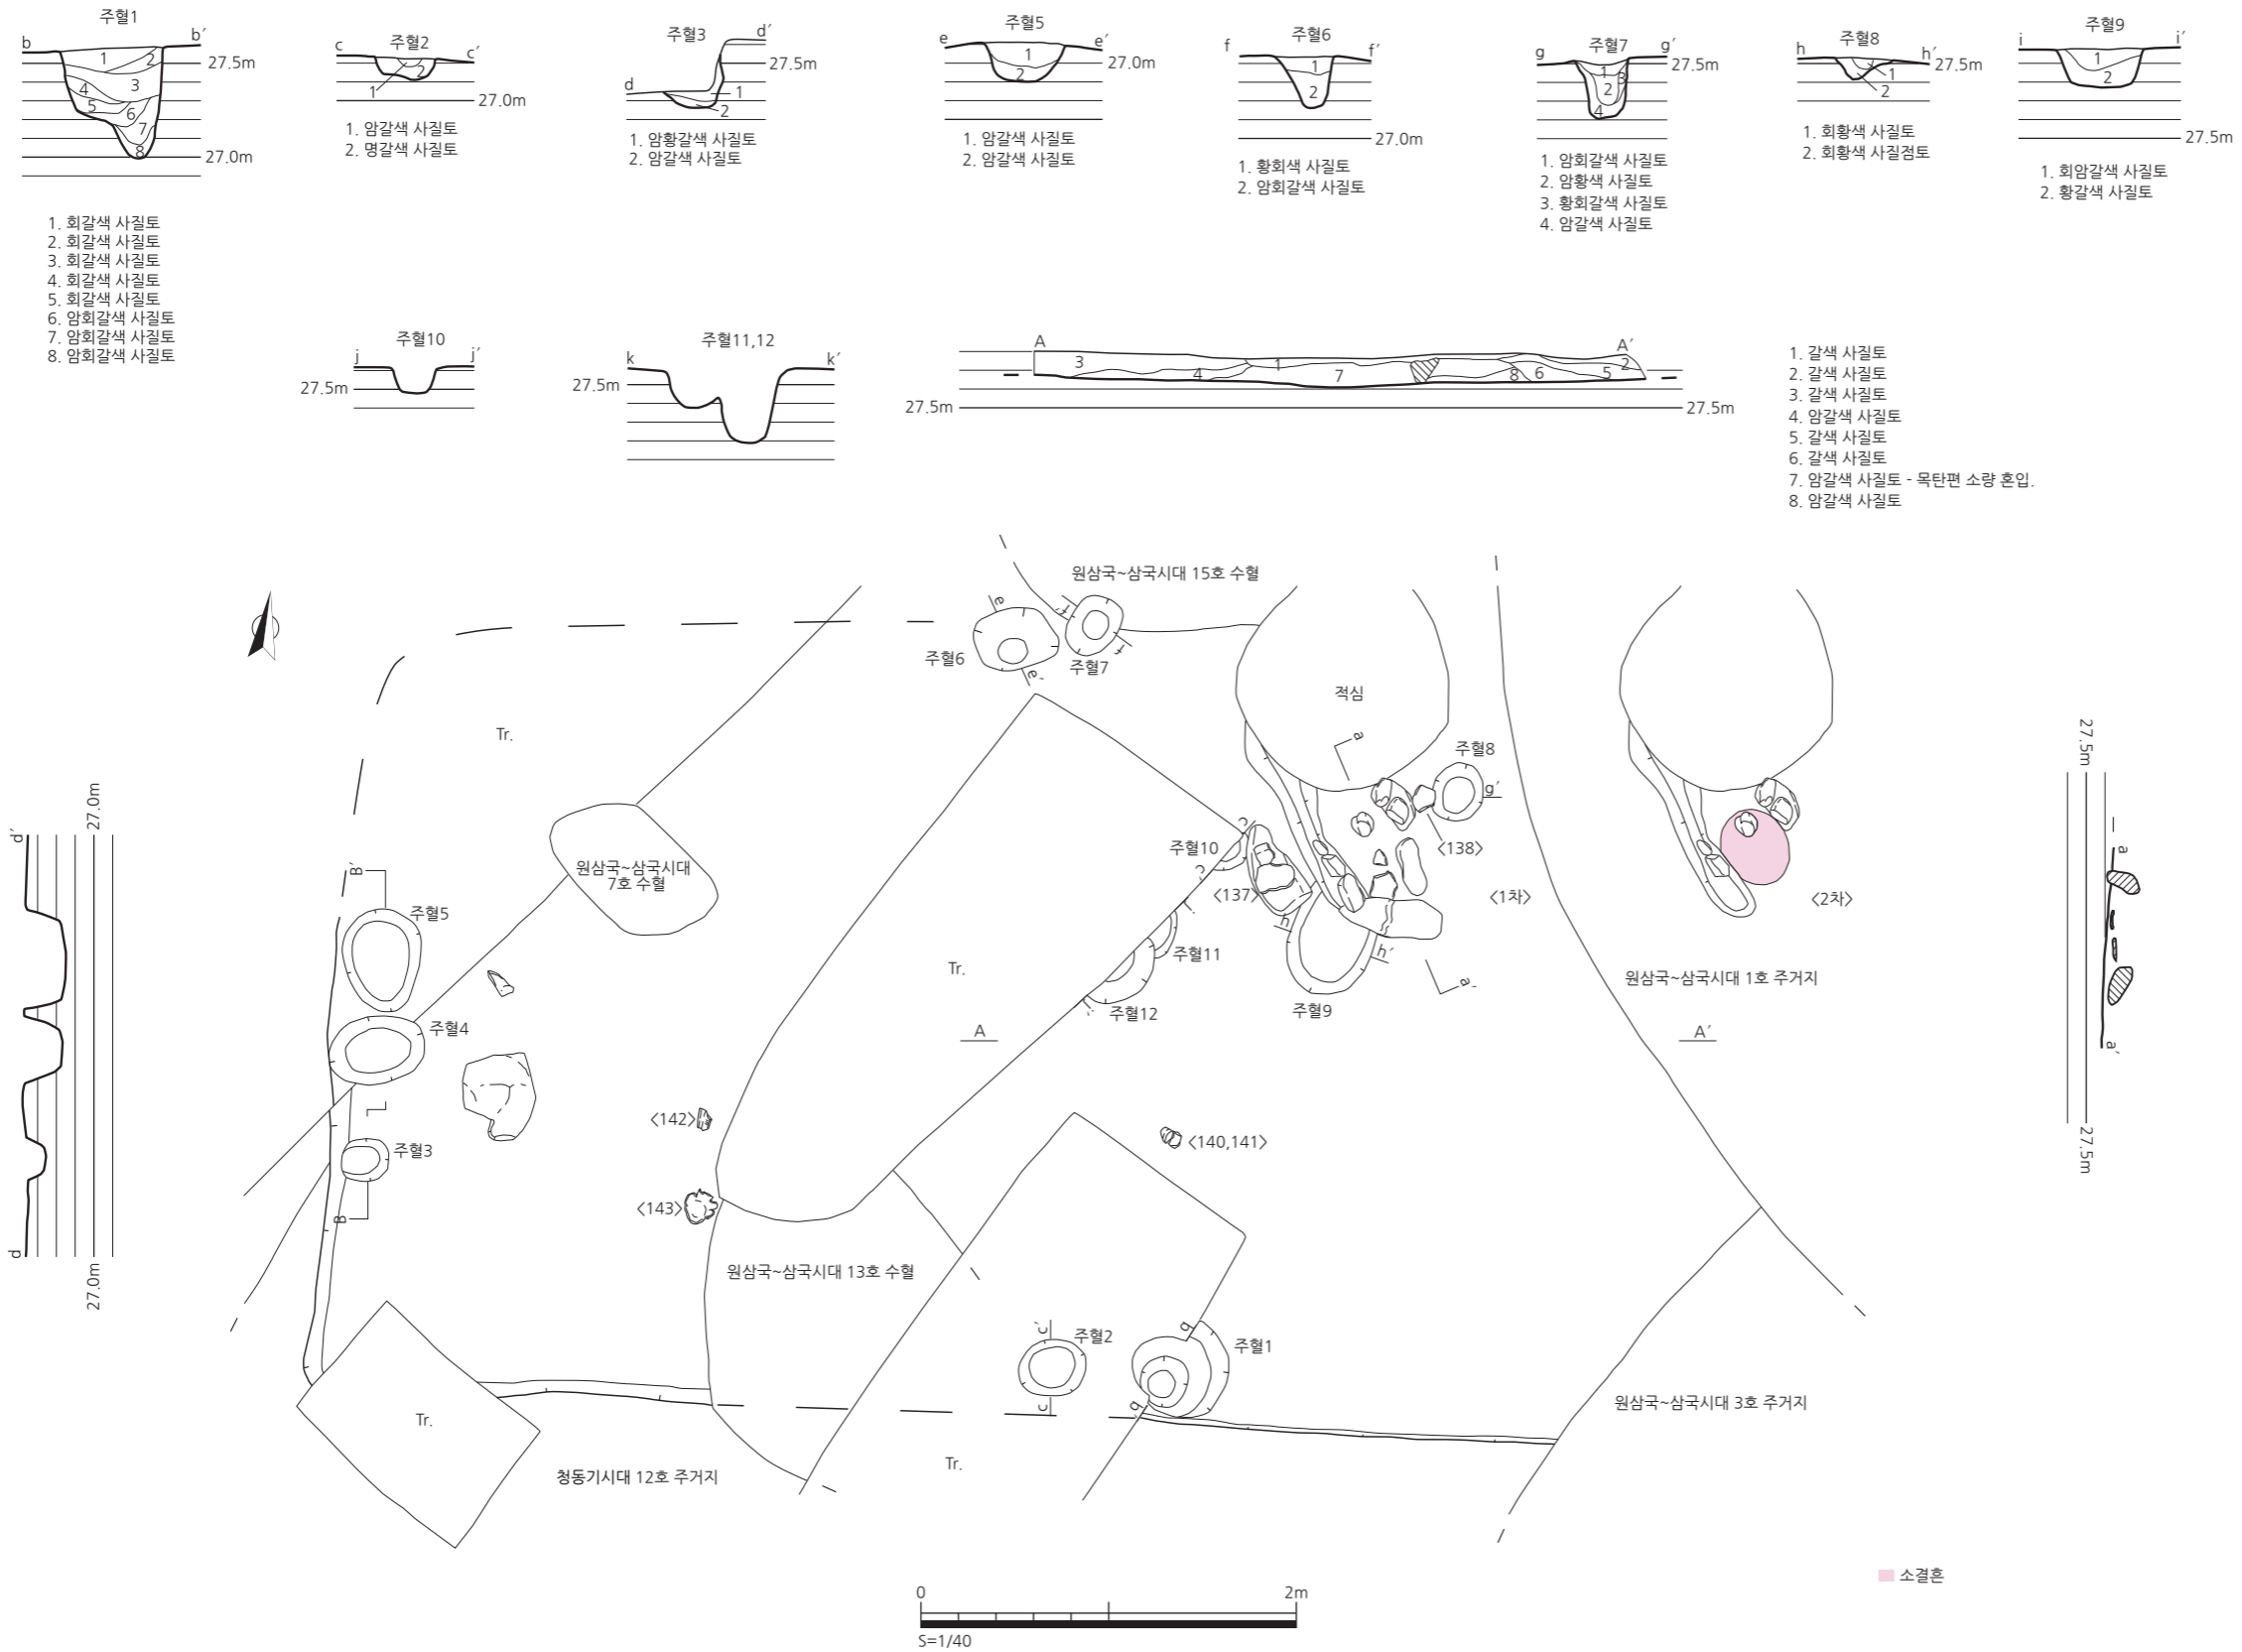 주혈1
b
b′
1
2
3
4
5
6
7
8
27.5m
27.0m
1. 회갈색 사질토
2. 회갈색 사질토
3. 회갈색 사질토
4. 회갈색 사질토
5. 회갈색 사질토
6. 암회갈색 사질토
7. 암회갈색 사질토
8. 암회갈색 사질토
주혈2
c
c′
2
1
27.0m
1. 암갈색 사질토
2. 명갈색 사질토
주혈3
d
d′
27.5m
1
2
1. 암황갈색 사질토
2. 암갈색 사질토
주혈5
e
e′
1
2
27.0m
1. 암갈색 사질토
2. 암갈색 사질토
주혈6
f
f′
1
2
27.0m
1. 황회색 사질토
2. 암회갈색 사질토
주혈7
g
g′
1
3
2
4
27.5m
1. 암회갈색 사질토
2. 암황색 사질토
3. 황회갈색 사질토
4. 암갈색 사질토
주혈8
h
h′
27.5m
1
2
1. 회황색 사질토
2. 회황색 사질점토
주혈9
i
i′
1
2
27.5m
1. 회암갈색 사질토
2. 황갈색 사질토
주혈10
j
j′
27.5m
주혈11,12
k
k′
27.5m
A
A′
3
4
1
7
8
6
5
2
27.5m
27.5m
1. 갈색 사질토
2. 갈색 사질토
3. 갈색 사질토
4. 암갈색 사질토
5. 갈색 사질토
6. 갈색 사질토
7. 암갈색 사질토 - 목탄편 소량 혼입.
8. 암갈색 사질토
원삼국~삼국시대 15호 수혈
e
e′
f
f′
주혈6
주혈7
적심
Tr.
a
주혈8
g′
27.5m
27.0m
d′
원삼국~삼국시대
7호 수혈
주혈10
<138>
<137>
<1차>
<2차>
a
B′
주혈5
h
h′
주혈11
Tr.
주혈12
주혈9
a′
원삼국~삼국시대 1호 주거지
주혈4
A
A′
a′
<142>
<140,141>
주혈3
27.5m
<143>
B
d
27.0m
원삼국~삼국시대 13호 수혈
c′
주혈2
b
주혈1
c
b
원삼국~삼국시대 3호 주거지
Tr.
Tr.
청동기시대 12호 주거지
소결흔
0
2m
S=1/40